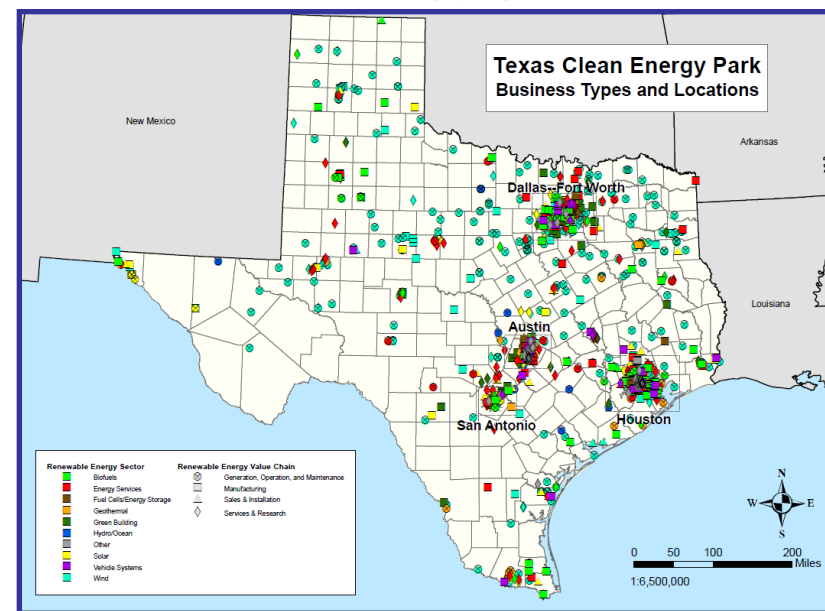 Texas Clean Energy Park
Business Types and Locations
New Mexico
Arkansas
Dallas--Fort Worth
Louisiana
Austin
San Antonio
Houston
Renewable Energy Sector
Biofuels
Energy Services
Fuel Cells/Energy Storage
Geothermal
Green Building
Hydro/Ocean
Other
Solar
Vehicle Systems
Wind
Renewable Energy Value Chain
Generation, Operation, and Maintenance
Manufacturing
Sales & Installation
Services & Research
N
W E
S
0 50 100 200
Miles
1:6,500,000